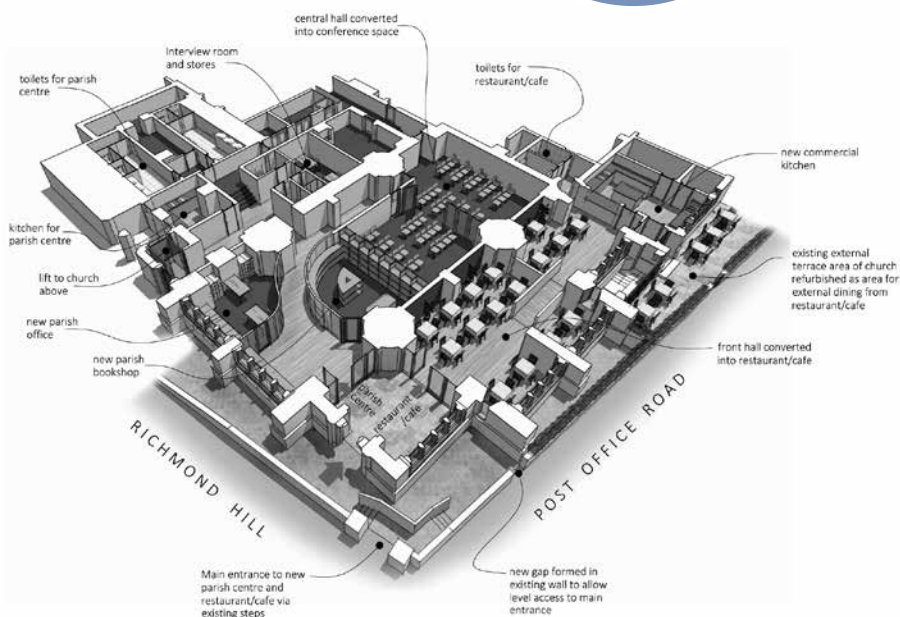 central hall converted
into conference space
Interview room
and stores
toilets for parish
centre
toilets for
restaurant/cafe
new commercial
kitchen
kitchen for
parish centre
lift to church
above
existing external
terrace area of church
refurbished as area for
external dining from
restaurant/cafe
new parish
office
front hall converted
into restaurant/cafe
new parish
bookshop
parish
centre
restaurant
/cafe
RICHMOND HILL
POST OFFICE ROAD
Main entrance to new
parish centre and
restaurant/cafe via
existing steps
new gap formed in
existing wall to allow
level access to main
entrance